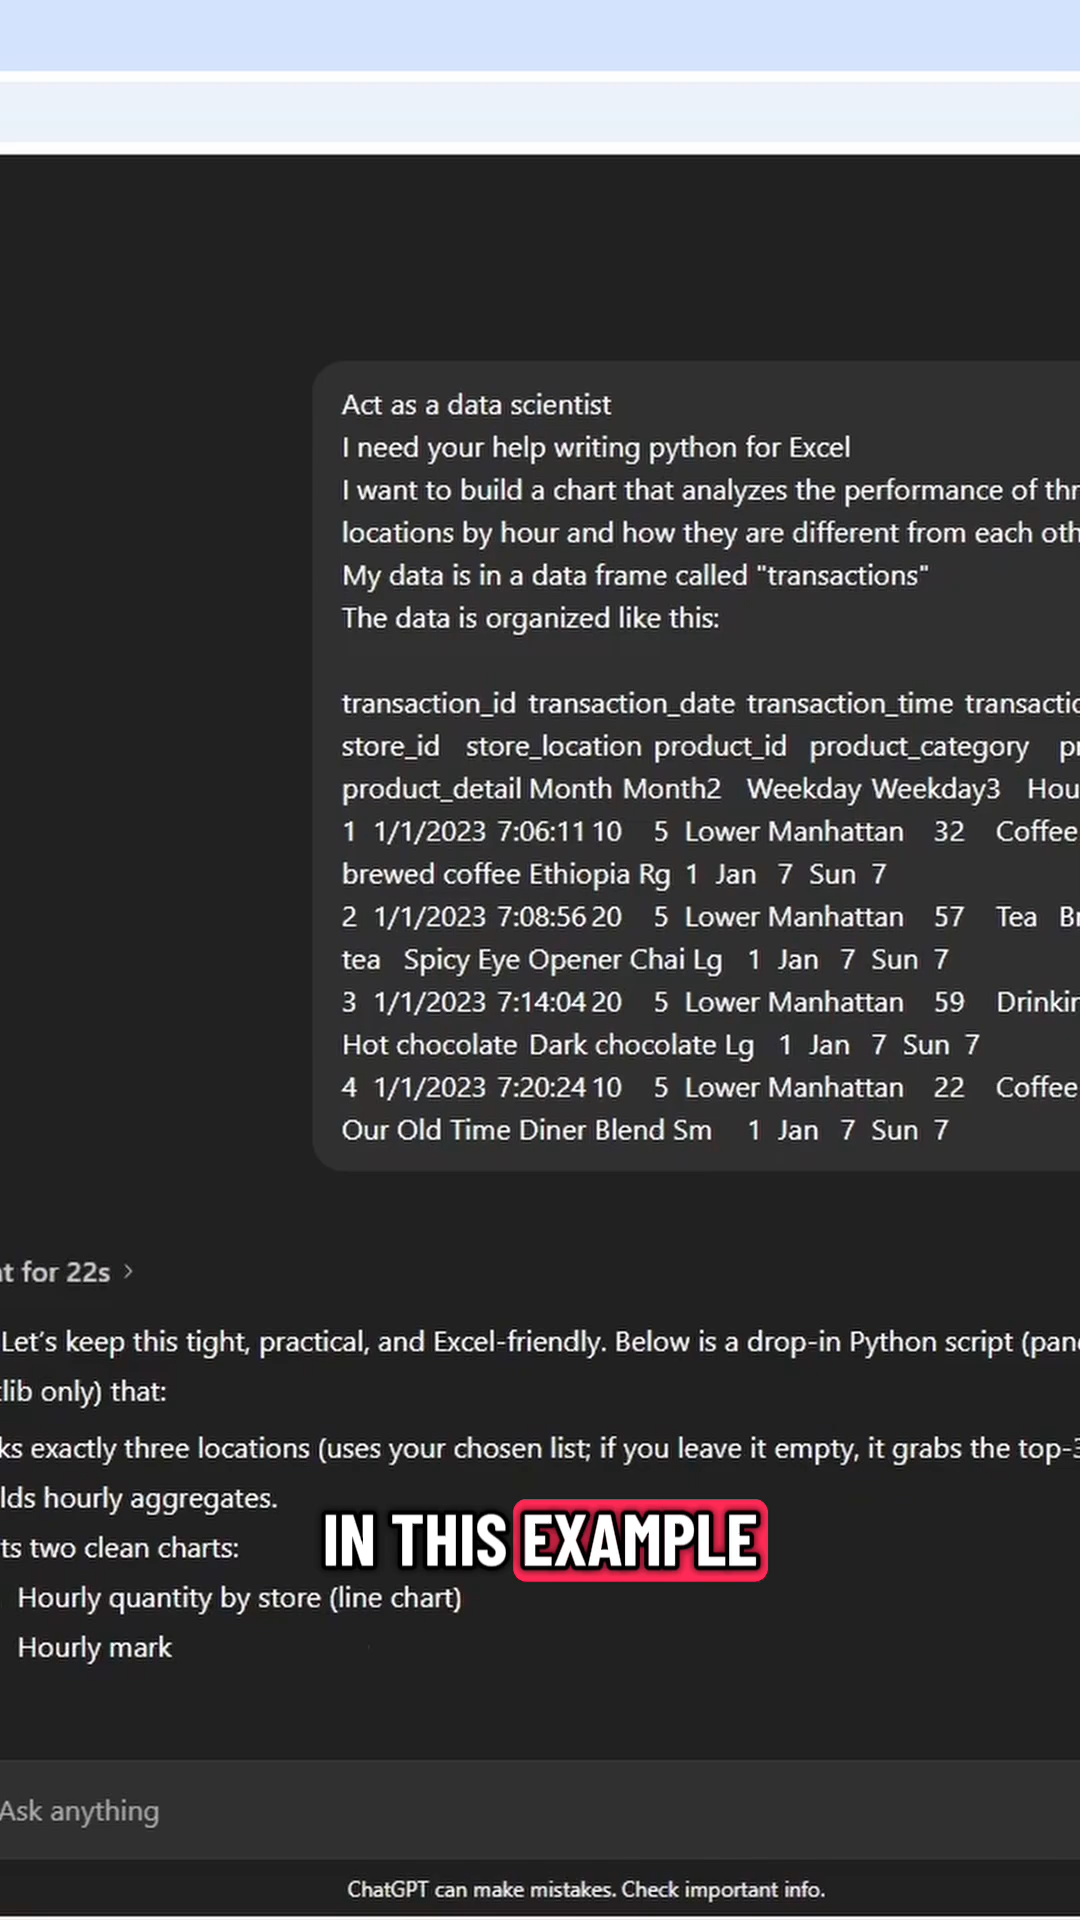 Act as a data scientist
I need your help writing python for Excel
I want to build a chart that analyzes the performance of thr
locations by hour and how they are different from each oth
My data is in a data frame called "transactions"
The data is organized like this:
transaction_id transaction_date transaction_time transactio
store_id store_location product_id product_category pr
product_detail Month Month2 Weekday Weekday3 Hou
1 1/1/2023 7:06:11 10 5 Lower Manhattan 32 Coffee
brewed coffee Ethiopia Rg 1 Jan 7 Sun 7
2 1/1/2023 7:08:56 20 5 Lower Manhattan 57 Tea Br
tea Spicy Eye Opener Chai Lg 1 Jan 7 Sun 7
3 1/1/2023 7:14:04 20 5 Lower Manhattan 59 Drinkin
Hot chocolate Dark chocolate Lg 1 Jan 7 Sun 7
4 1/1/2023 7:20:24 10 5 Lower Manhattan 22 Coffee
Our Old Time Diner Blend Sm 1 Jan 7 Sun 7
t for 22s >
Let's keep this tight, practical, and Excel-friendly. Below is a drop-in Python script (pan
lib only) that:
ks exactly three locations (uses your chosen list; if you leave it empty, it grabs the top-3
lds hourly aggregates.
ts two clean charts:
IN THIS EXAMPLE
Hourly quantity by store (line chart)
Hourly mark
Ask anything
ChatGPT can make mistakes. Check important info.